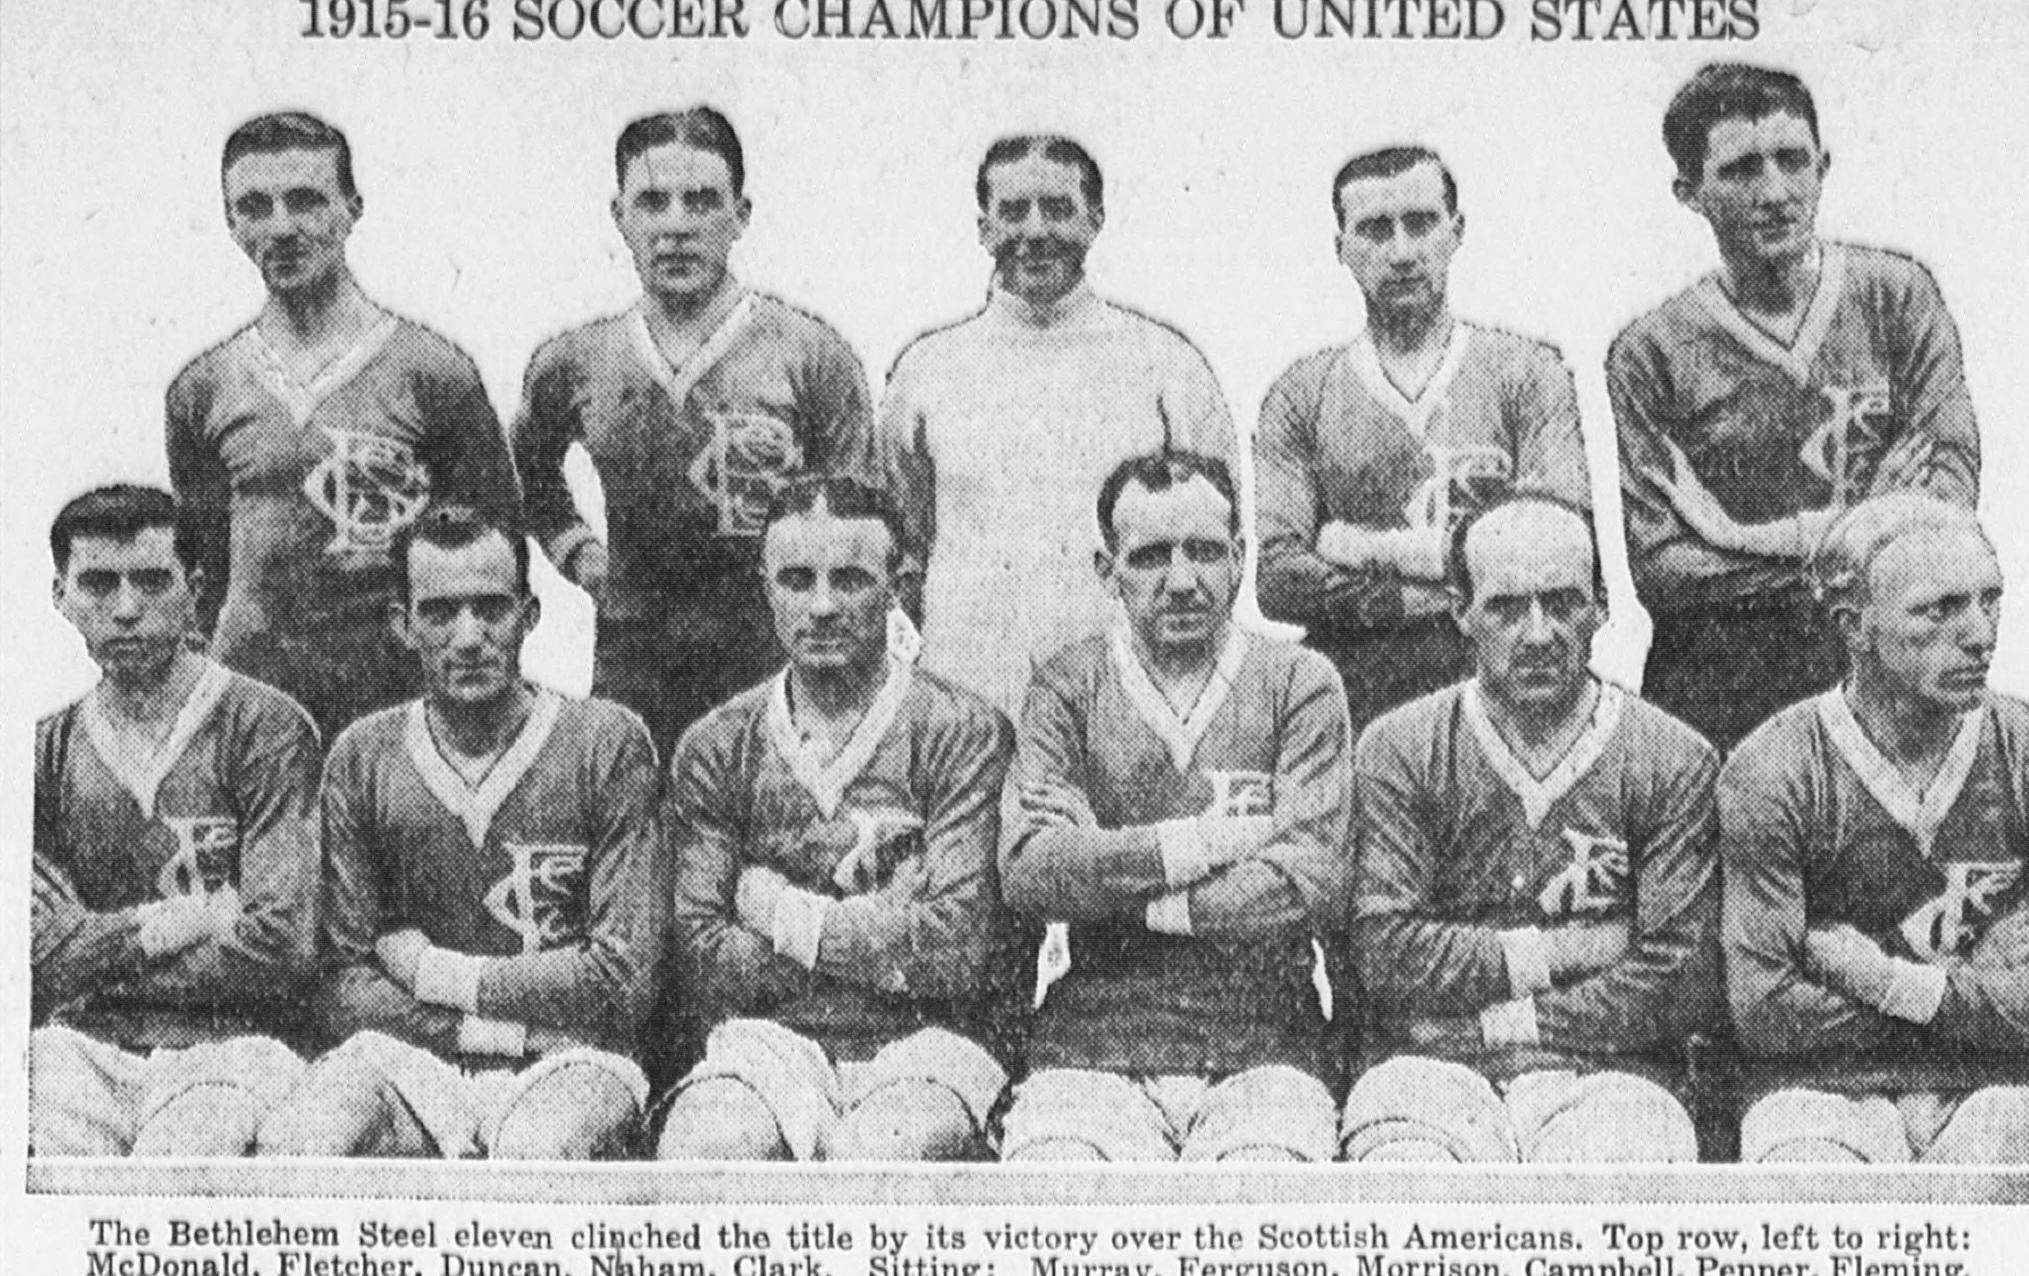 1915-16 SOCCER CHAMPIONS OF UNITED STATES
The Bethlehem Steel eleven clinched the title by its victory over the Scottish Americans. Top row, left to right:
McDonald, Fletcher, Duncan, Naham, Clark. Sitting: Murray, Ferguson, Morrison, Campbell, Penner, Fleming.